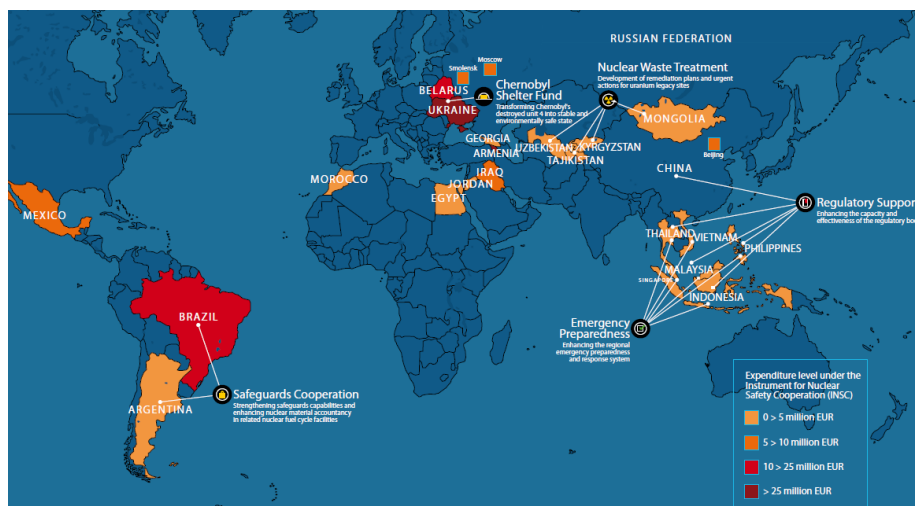 RUSSIAN FEDERATION
Moscow
Smolensk
Nuclear Waste Treatment
Development of remediation plans and urgent
actions for uranium legacy sites
BELARUS
UKRAINE
Chernobyl
Shelter Fund
Transforming Chernobyl's
destroyed unit 4 into stable and
environmentally safe state
MONGOLIA
GEORGIA
ARMENIA
UZBEKISTAN
KYRGYZSTAN
TAJIKISTAN
Beijing
CHINA
IRAQ
JORDAN
EGYPT
MOROCCO
MEXICO
Regulatory Suppor
Enhancing the capacity and
effectiveness of the regulatory bo
THAILAND
VIETNAM
PHILIPPINES
MALAYSIA
SINGAPORE
INDONESIA
Emergency
Preparedness
Enhancing the regional
emergency preparedness
and response system
BRAZIL
ARGENTINA
Safeguards Cooperation
Strengthening safeguards capabilities and
enhancing nuclear material accountancy
in related nuclear fuel cycle facilities
Expenditure level under the
Instrument for Nuclear
Safety Cooperation (INSC)
0 > 5 million EUR
5 > 10 million EUR
10 > 25 million EUR
> 25 million EUR